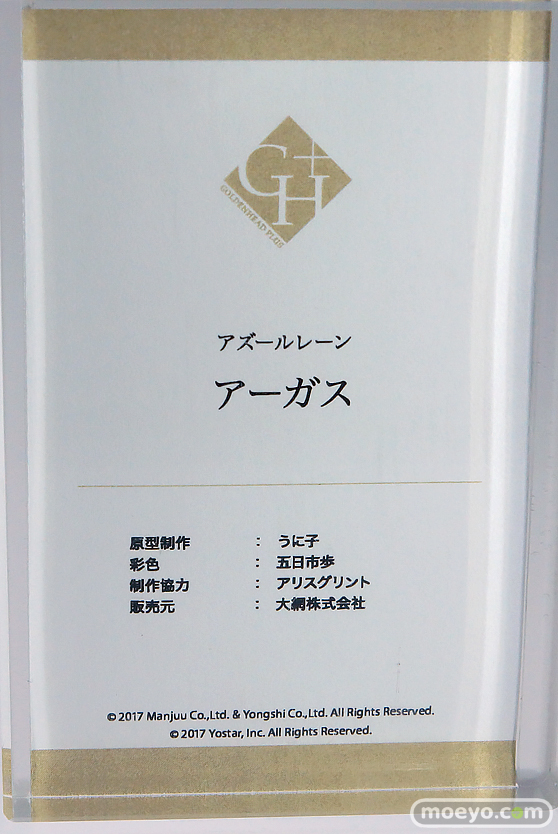 G+H
GOLDENHEAD PLUS
アズールレーン
アーガス
原型制作 : うに子
彩色 : 五日市歩
制作協力 : アリスグリント
販売元 : 大網株式会社
© 2017 Manjuu Co.,Ltd. & Yongshi Co.,Ltd. All Rights Reserved.
© 2017 Yostar, Inc. All Rights Reserved.
moeyo.com